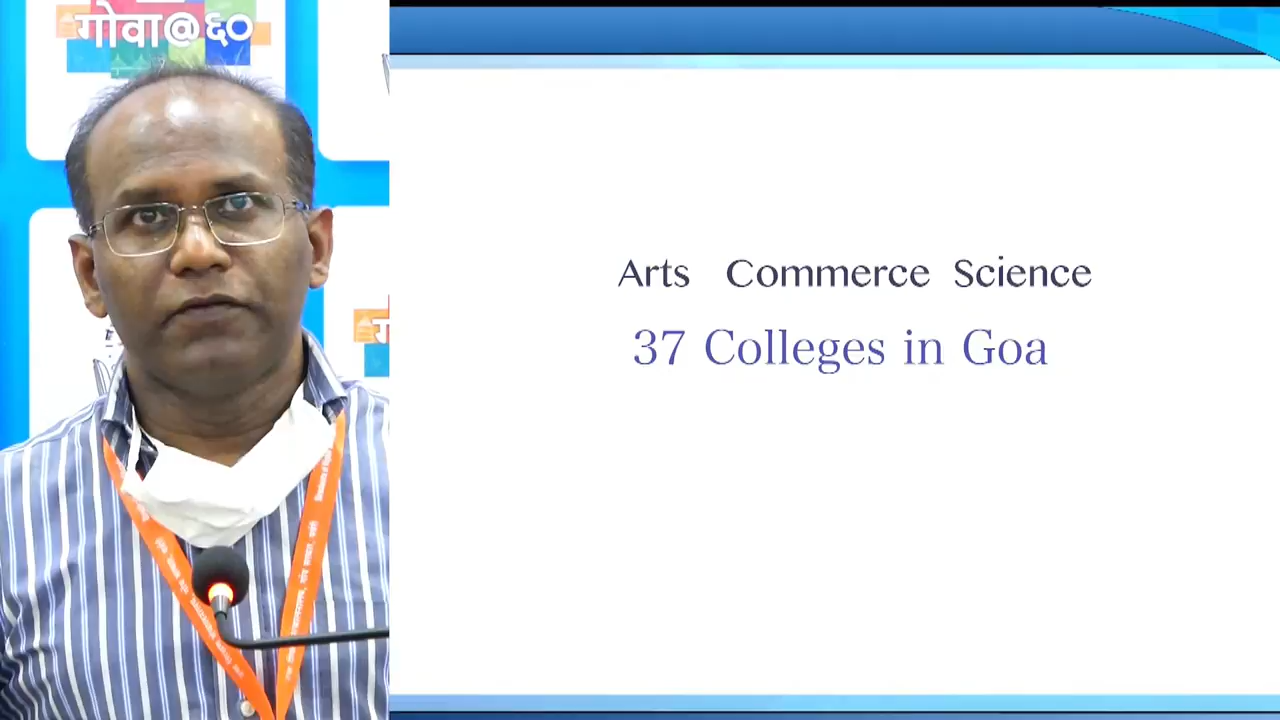 गोवा@६०
Arts Commerce Science
37 Colleges in Goa